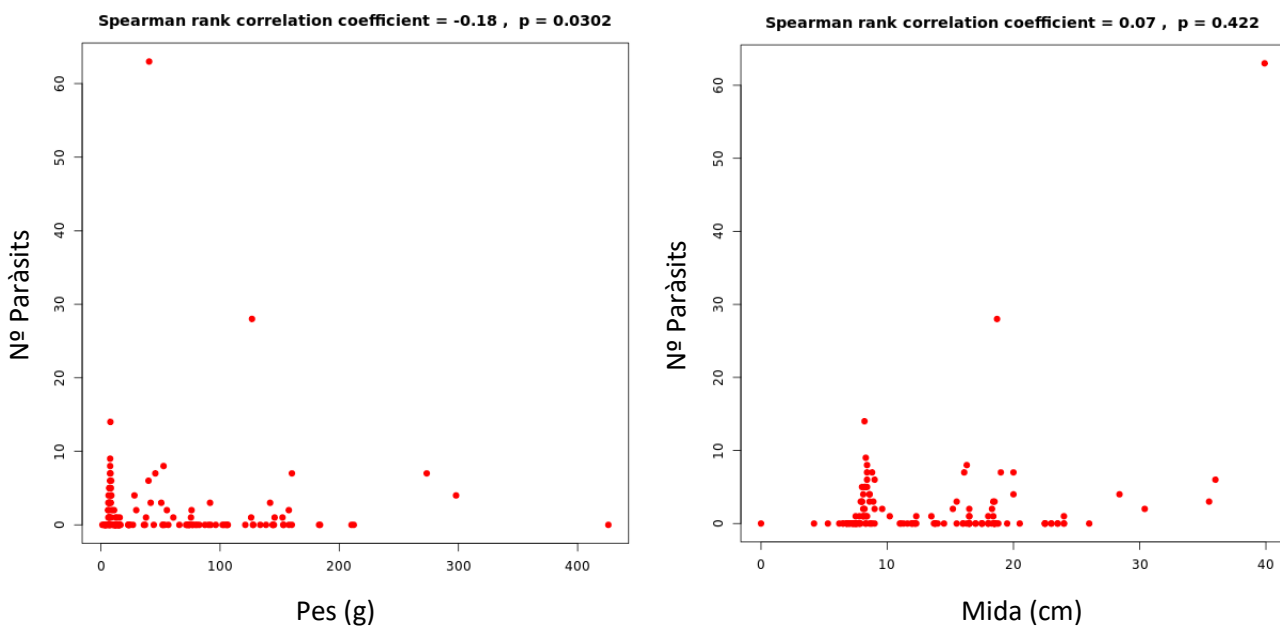 Spearman rank correlation coefficient = -0.18 , p = 0.0302
60
50
40
30
20
10
0
Nº Paràsits
0 100 200 300 400
Pes (g)
Spearman rank correlation coefficient = 0.07 , p = 0.422
60
50
40
30
20
10
0
Nº Paràsits
0 10 20 30 40
Mida (cm)